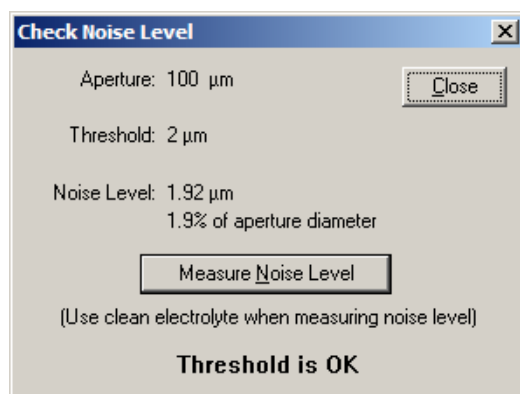 Check Noise Level
Aperture: 100 µm
Close
Threshold: 2 µm
Noise Level: 1.92 µm
1.9% of aperture diameter
Measure Noise Level
(Use clean electrolyte when measuring noise level)
Threshold is OK